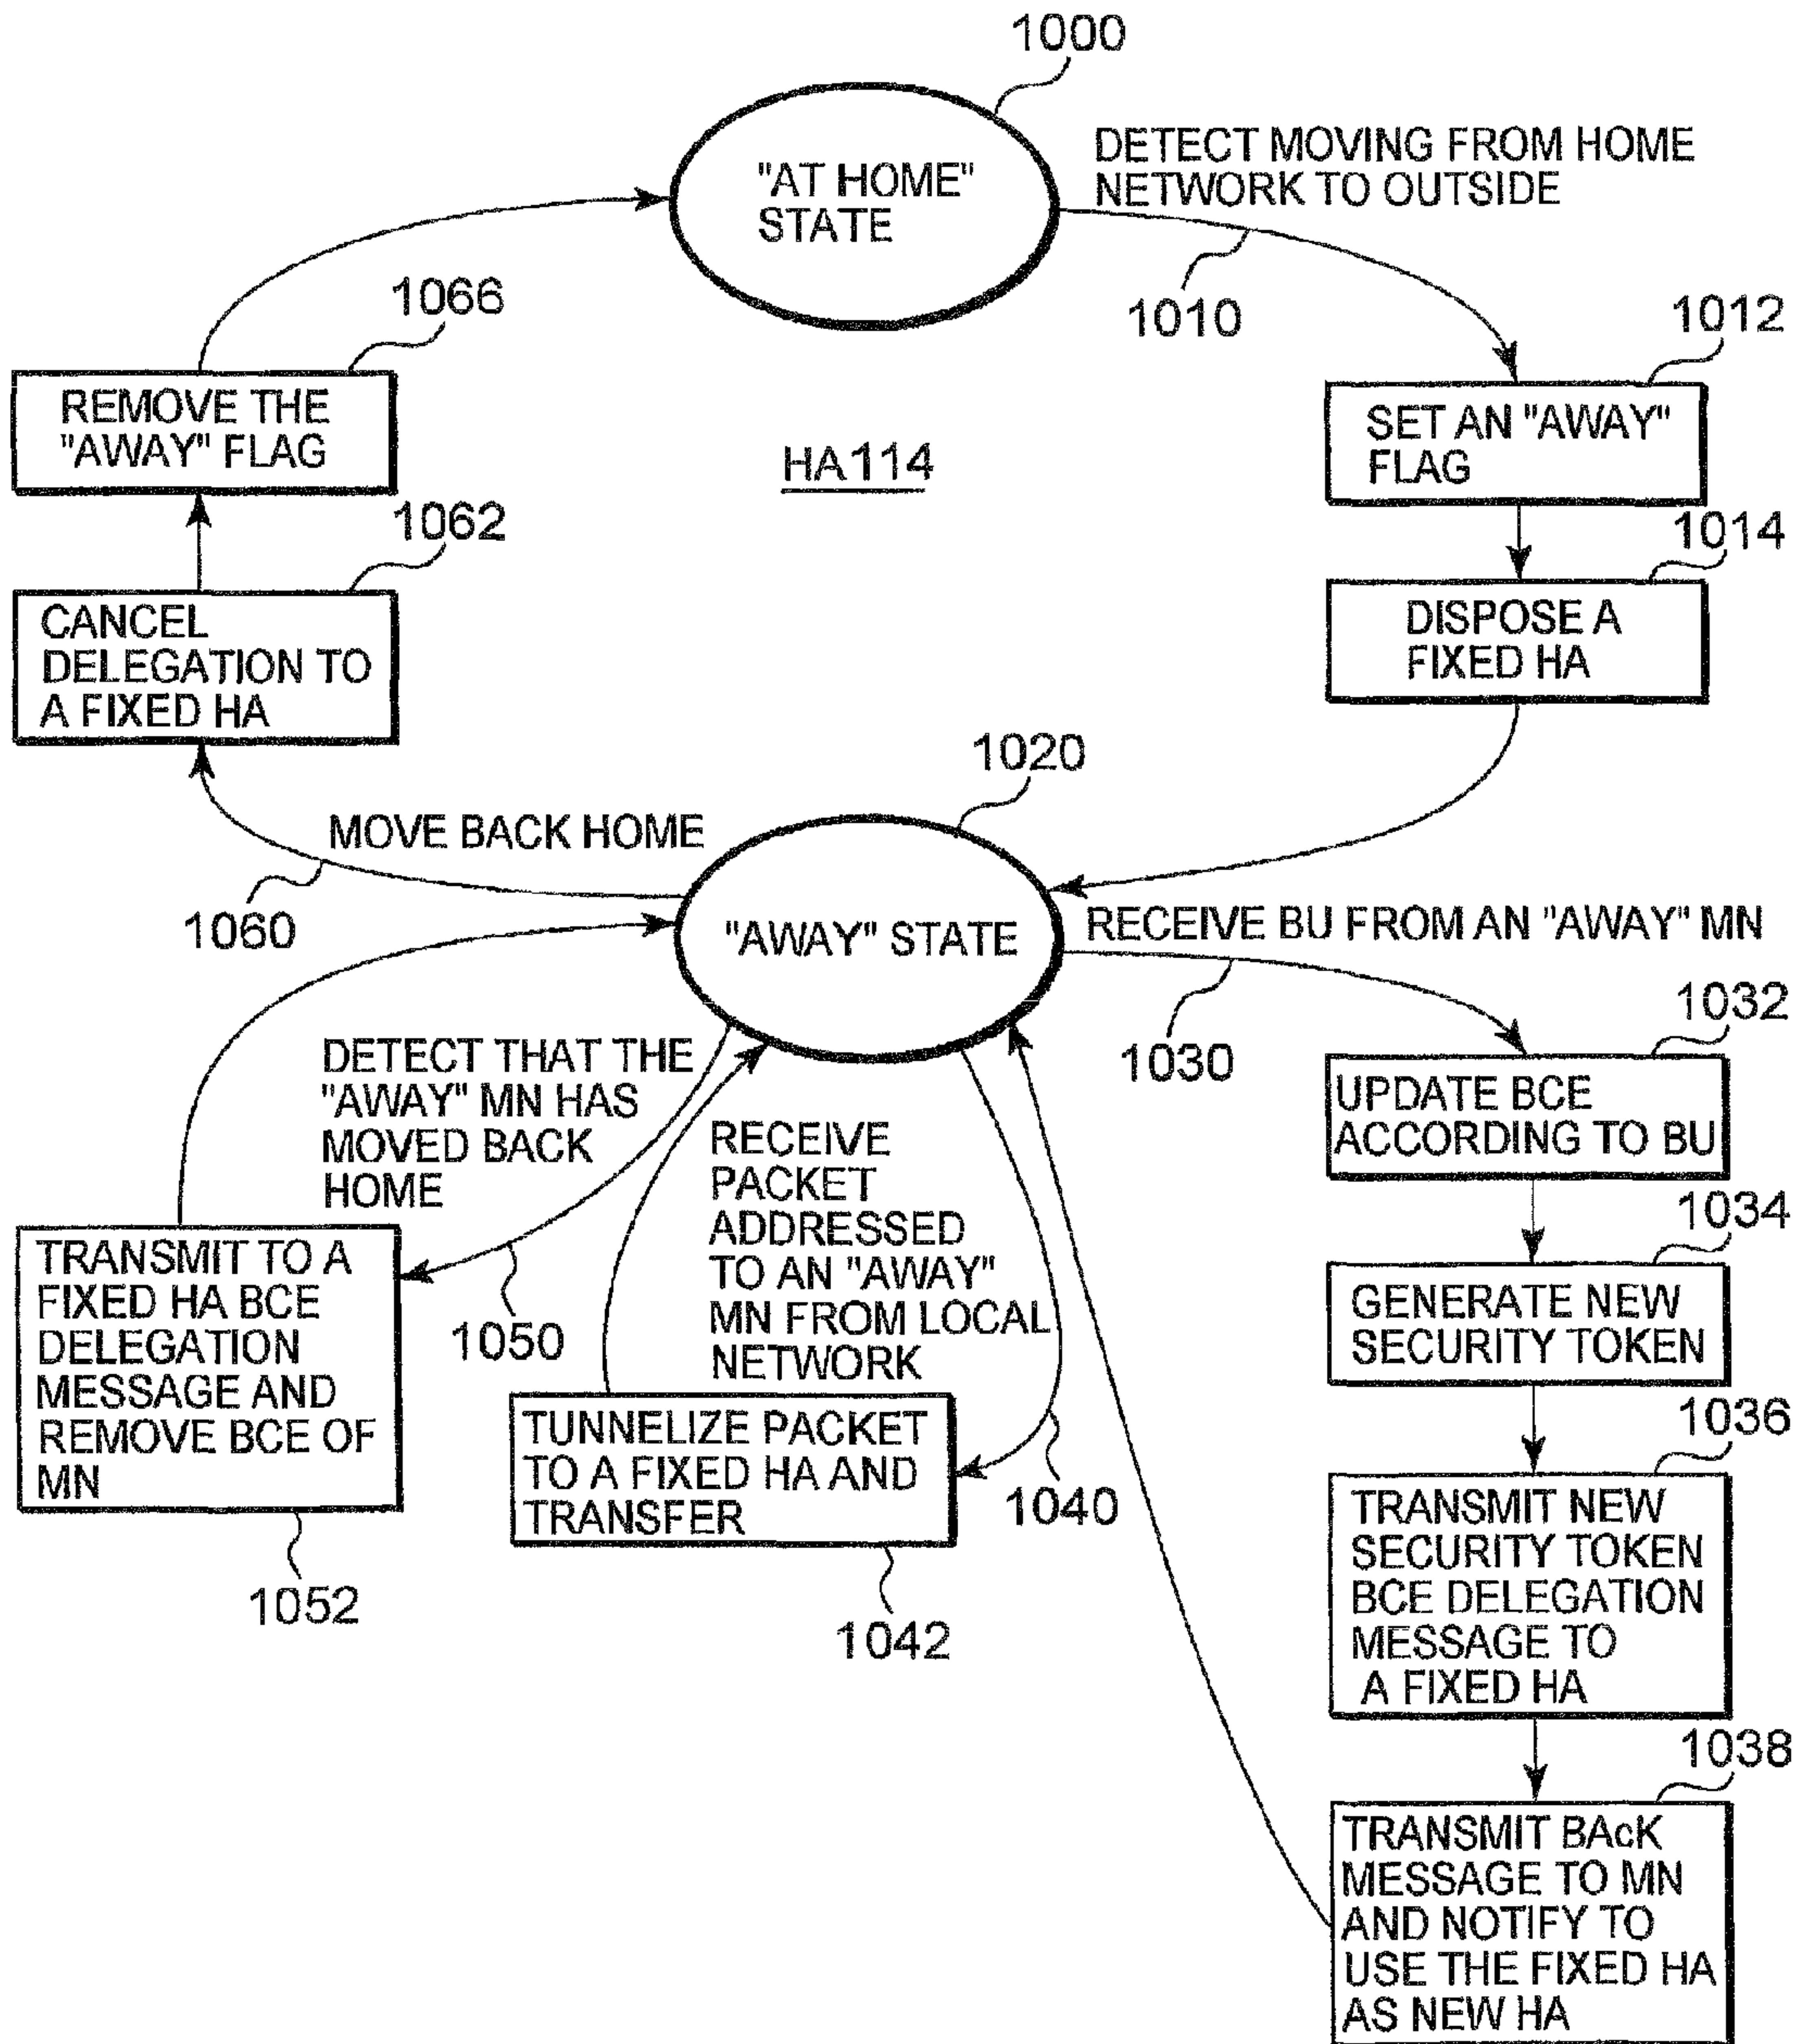 1000
"AT HOME"
STATE
DETECT MOVING FROM HOME
NETWORK TO OUTSIDE
1010
1012
SET AN "AWAY"
FLAG
1014
DISPOSE A
FIXED HA
1066
REMOVE THE
"AWAY" FLAG
HA 114
1062
CANCEL
DELEGATION TO
A FIXED HA
MOVE BACK HOME
1060
1020
"AWAY" STATE
RECEIVE BU FROM AN "AWAY" MN
1030
1032
UPDATE BCE
ACCORDING TO BU
1034
GENERATE NEW
SECURITY TOKEN
1036
TRANSMIT NEW
SECURITY TOKEN
BCE DELEGATION
MESSAGE TO
A FIXED HA
1038
TRANSMIT BAcK
MESSAGE TO MN
AND NOTIFY TO
USE THE FIXED HA
AS NEW HA
DETECT THAT THE
"AWAY" MN HAS
MOVED BACK
HOME
1050
TRANSMIT TO A
FIXED HA BCE
DELEGATION
MESSAGE AND
REMOVE BCE OF
MN
1052
RECEIVE
PACKET
ADDRESSED
TO AN "AWAY"
MN FROM LOCAL
NETWORK
1040
TUNNELIZE PACKET
TO A FIXED HA AND
TRANSFER
1042